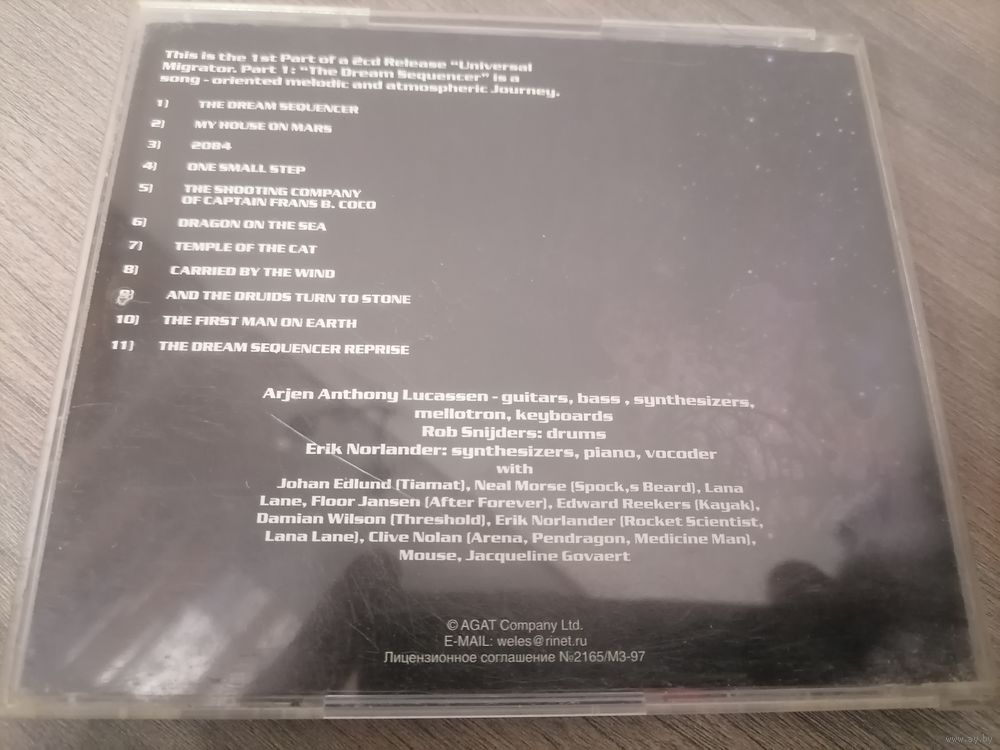 This is the 1st Part of a 2cd Release "Universal
Migrator. Part 1: "The Dream Sequencer" is a
song - oriented melodic and atmospheric Journey.
1) THE DREAM SEQUENCER
2) MY HOUSE ON MARS
3) 2084
4) ONE SMALL STEP
5) THE SHOOTING COMPANY
OF CAPTAIN FRANS B. COCO
6) DRAGON ON THE SEA
7) TEMPLE OF THE CAT
8) CARRIED BY THE WIND
9) AND THE DRUIDS TURN TO STONE
10) THE FIRST MAN ON EARTH
11) THE DREAM SEQUENCER REPRISE
Arjen Anthony Lucassen - guitars, bass , synthesizers,
mellotron, keyboards
Rob Snijders: drums
Erik Norlander: synthesizers, piano, vocoder
with
Johan Edlund (Tiamat), Neal Morse (Spock,s Beard), Lana
Lane, Floor Jansen (After Forever), Edward Reekers (Kayak),
Damian Wilson (Threshold), Erik Norlander (Rocket Scientist,
Lana Lane), Clive Nolan (Arena, Pendragon, Medicine Man),
Mouse, Jacqueline Govaert
© AGAT Company Ltd.
E-MAIL: weles@rinet.ru
Лицензионное соглашение №2165/МЗ-97
www.ay.by